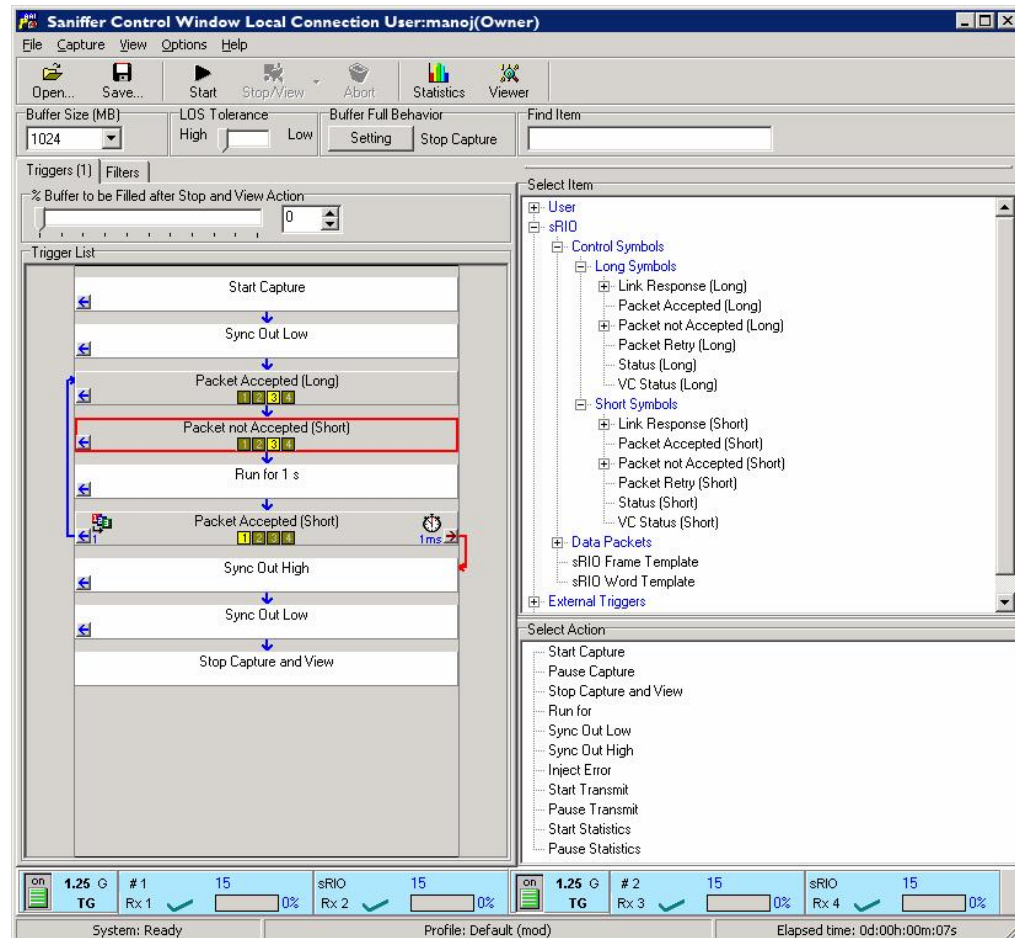 Saniffer Control Window Local Connection User:manoj(Owner)
File Capture View Options Help
Open... Save... Start Stop/View Abort Statistics Viewer
Buffer Size (MB) LOS Tolerance Buffer Full Behavior Find Item
1024 High Low Setting Stop Capture
Triggers (1) Filters
% Buffer to be Filled after Stop and View Action
0
Trigger List
Start Capture
Sync Out Low
Packet Accepted (Long)
1 2 3 4
Packet not Accepted (Short)
1 2 3 4
Run for 1 s
Packet Accepted (Short)
1 1 2 3 4 1ms
Sync Out High
Sync Out Low
Stop Capture and View
Select Item
User
sRIO
Control Symbols
Long Symbols
Link Response (Long)
Packet Accepted (Long)
Packet not Accepted (Long)
Packet Retry (Long)
Status (Long)
VC Status (Long)
Short Symbols
Link Response (Short)
Packet Accepted (Short)
Packet not Accepted (Short)
Packet Retry (Short)
Status (Short)
VC Status (Short)
Data Packets
sRIO Frame Template
sRIO Word Template
External Triggers
Select Action
Start Capture
Pause Capture
Stop Capture and View
Run for
Sync Out Low
Sync Out High
Inject Error
Start Transmit
Pause Transmit
Start Statistics
Pause Statistics
on 1.25 G # 1 15 sRIO 15 on 1.25 G # 2 15 sRIO 15
TG Rx 1 0% Rx 2 0% TG Rx 3 0% Rx 4 0%
System: Ready Profile: Default (mod) Elapsed time: 0d:00h:00m:07s